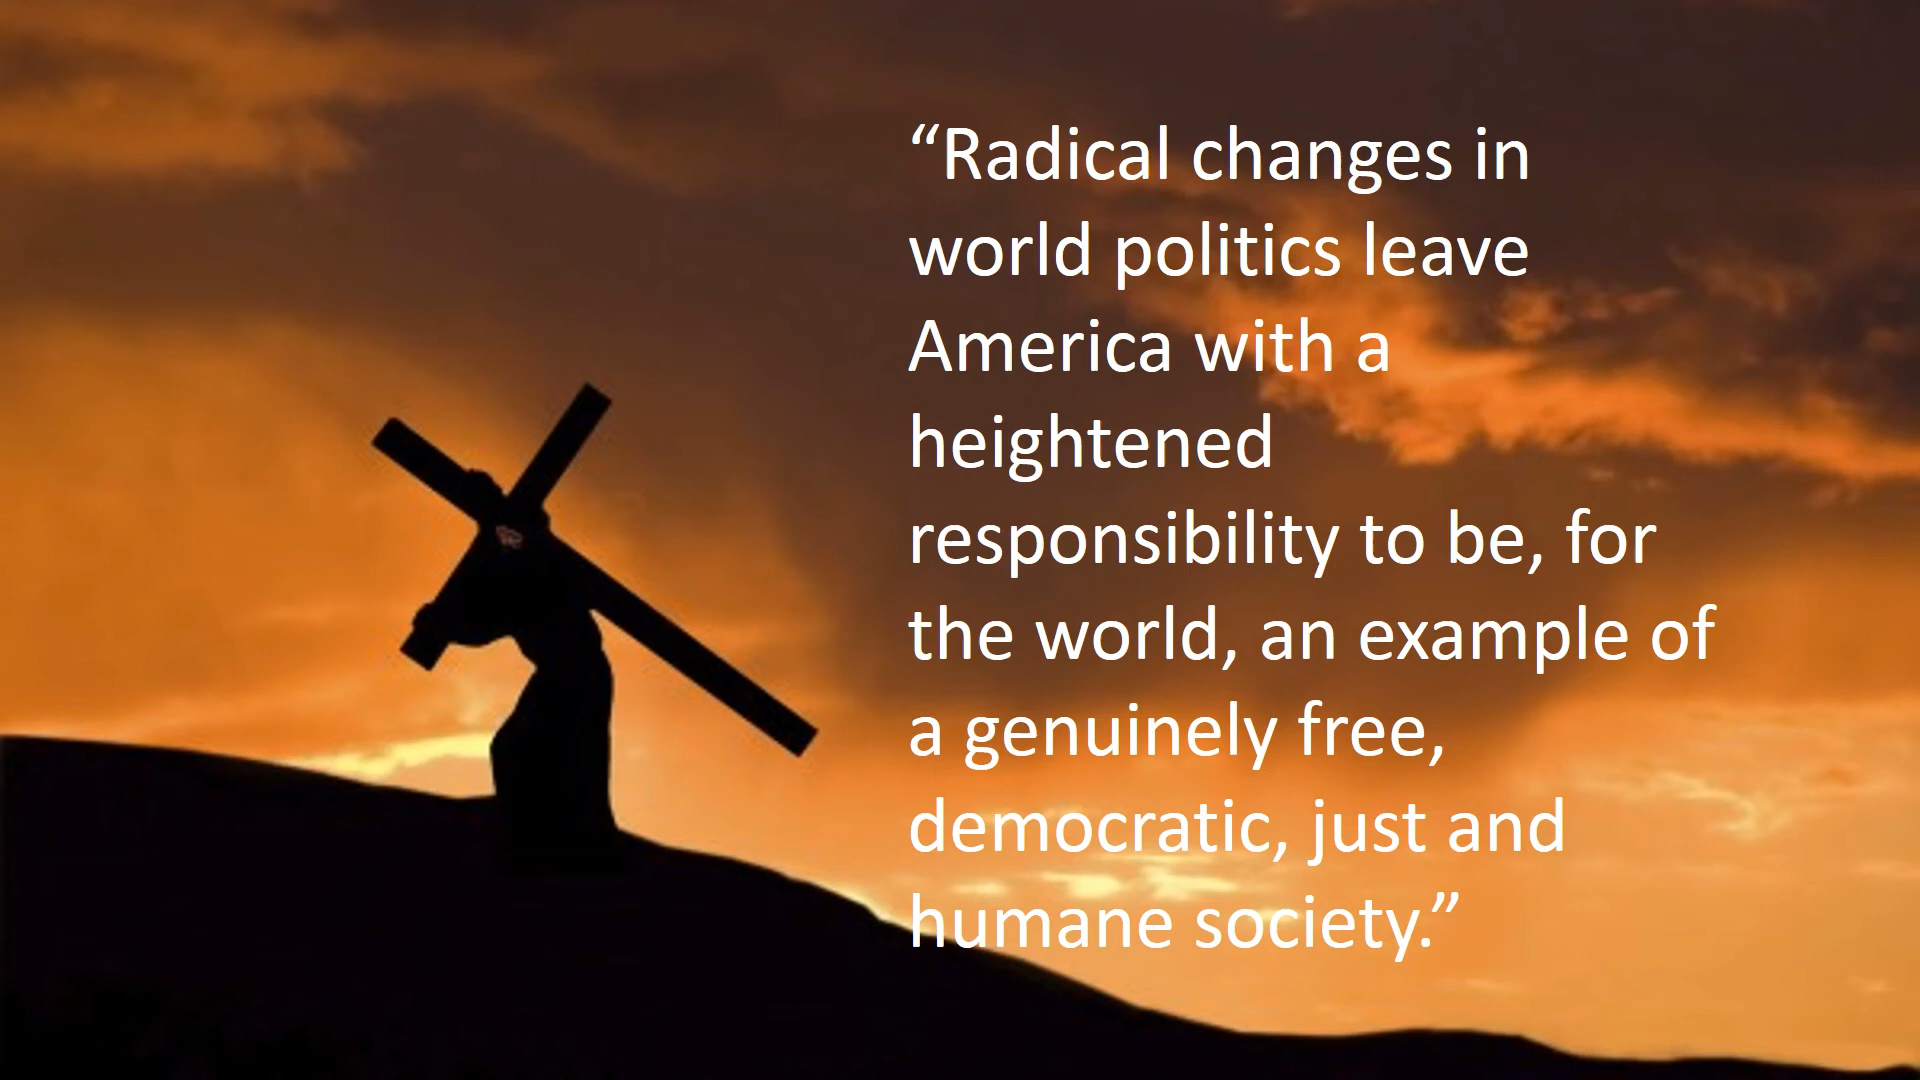 “Radical changes in
world politics leave
America with a
heightened
responsibility to be, for
the world, an example of
a genuinely free,
democratic, just and
humane society.”